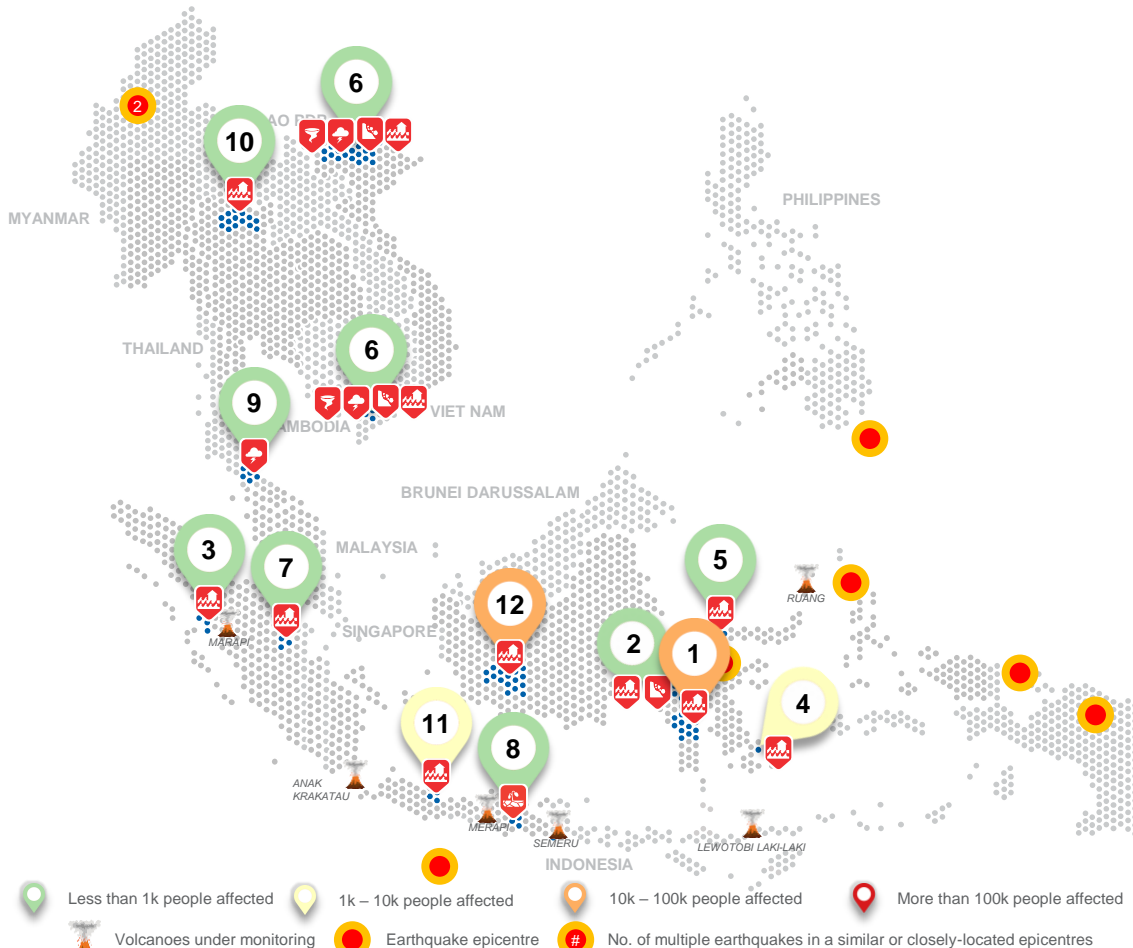 6
2
10
AO PDR
MYANMAR
PHILIPPINES
THAILAND
6
9
VIET NAM
AMBODIA
BRUNEI DARUSSALAM
3
MALAYSIA
7
5
RUANG
12
MARAPI
SINGAPORE
2
1
4
11
8
ANAK
KRAKATAU
MERAPI
SEMERU
LEWOTOBI LAKI-LAKI
INDONESIA
Less than 1k people affected
1k – 10k people affected
10k – 100k people affected
More than 100k people affected
Volcanoes under monitoring
Earthquake epicentre
# No. of multiple earthquakes in a similar or closely-located epicentres